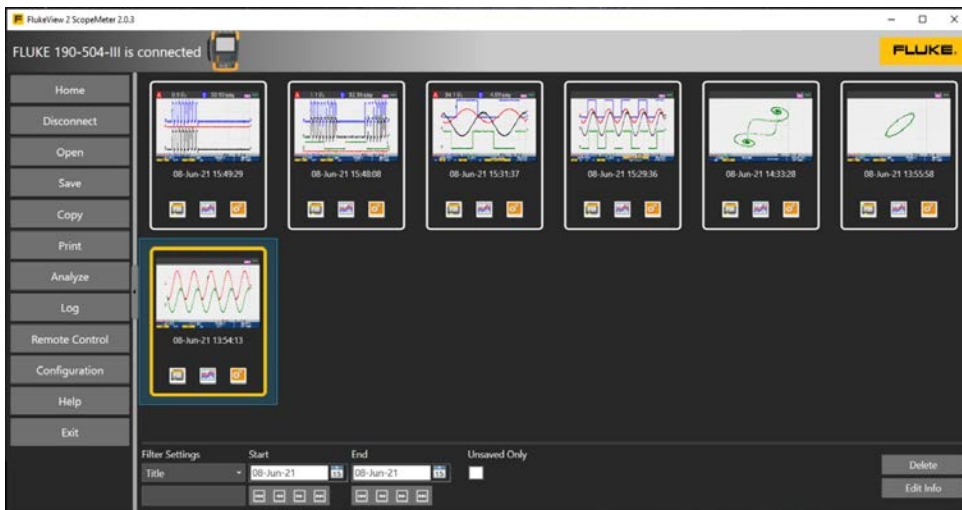 FlukeView 2 ScopeMeter 2.0.3
FLUKE 190-504-III is connected
FLUKE.
Home
Disconnect
Open
Save
Copy
Print
Analyze
Log
Remote Control
Configuration
Help
Exit
08-Jun-21 15:49:29
08-Jun-21 15:48:08
08-Jun-21 15:31:37
08-Jun-21 15:29:36
08-Jun-21 14:33:28
08-Jun-21 13:55:58
08-Jun-21 13:54:13
Filter Settings
Start
End
Unsaved Only
Title
08-Jun-21
15
08-Jun-21
15
Delete
Edit Info